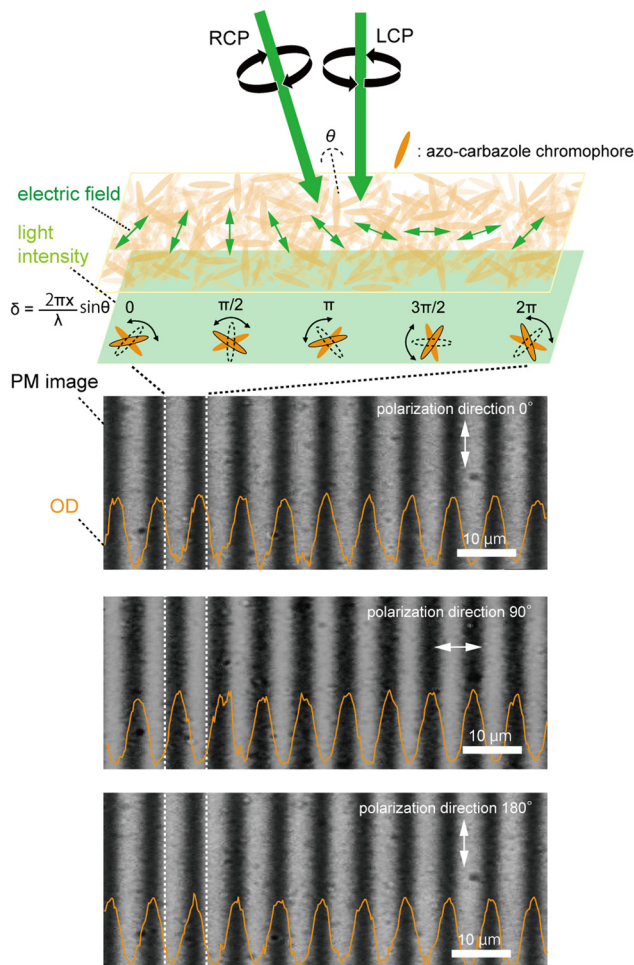 RCP
LCP
θ
: azo-carbazole chromophore
electric field
light
intensity
δ = 2πx/λ sinθ
0
π/2
π
3π/2
2π
PM image
polarization direction 0°
OD
10 μm
polarization direction 90°
10 μm
polarization direction 180°
10 μm